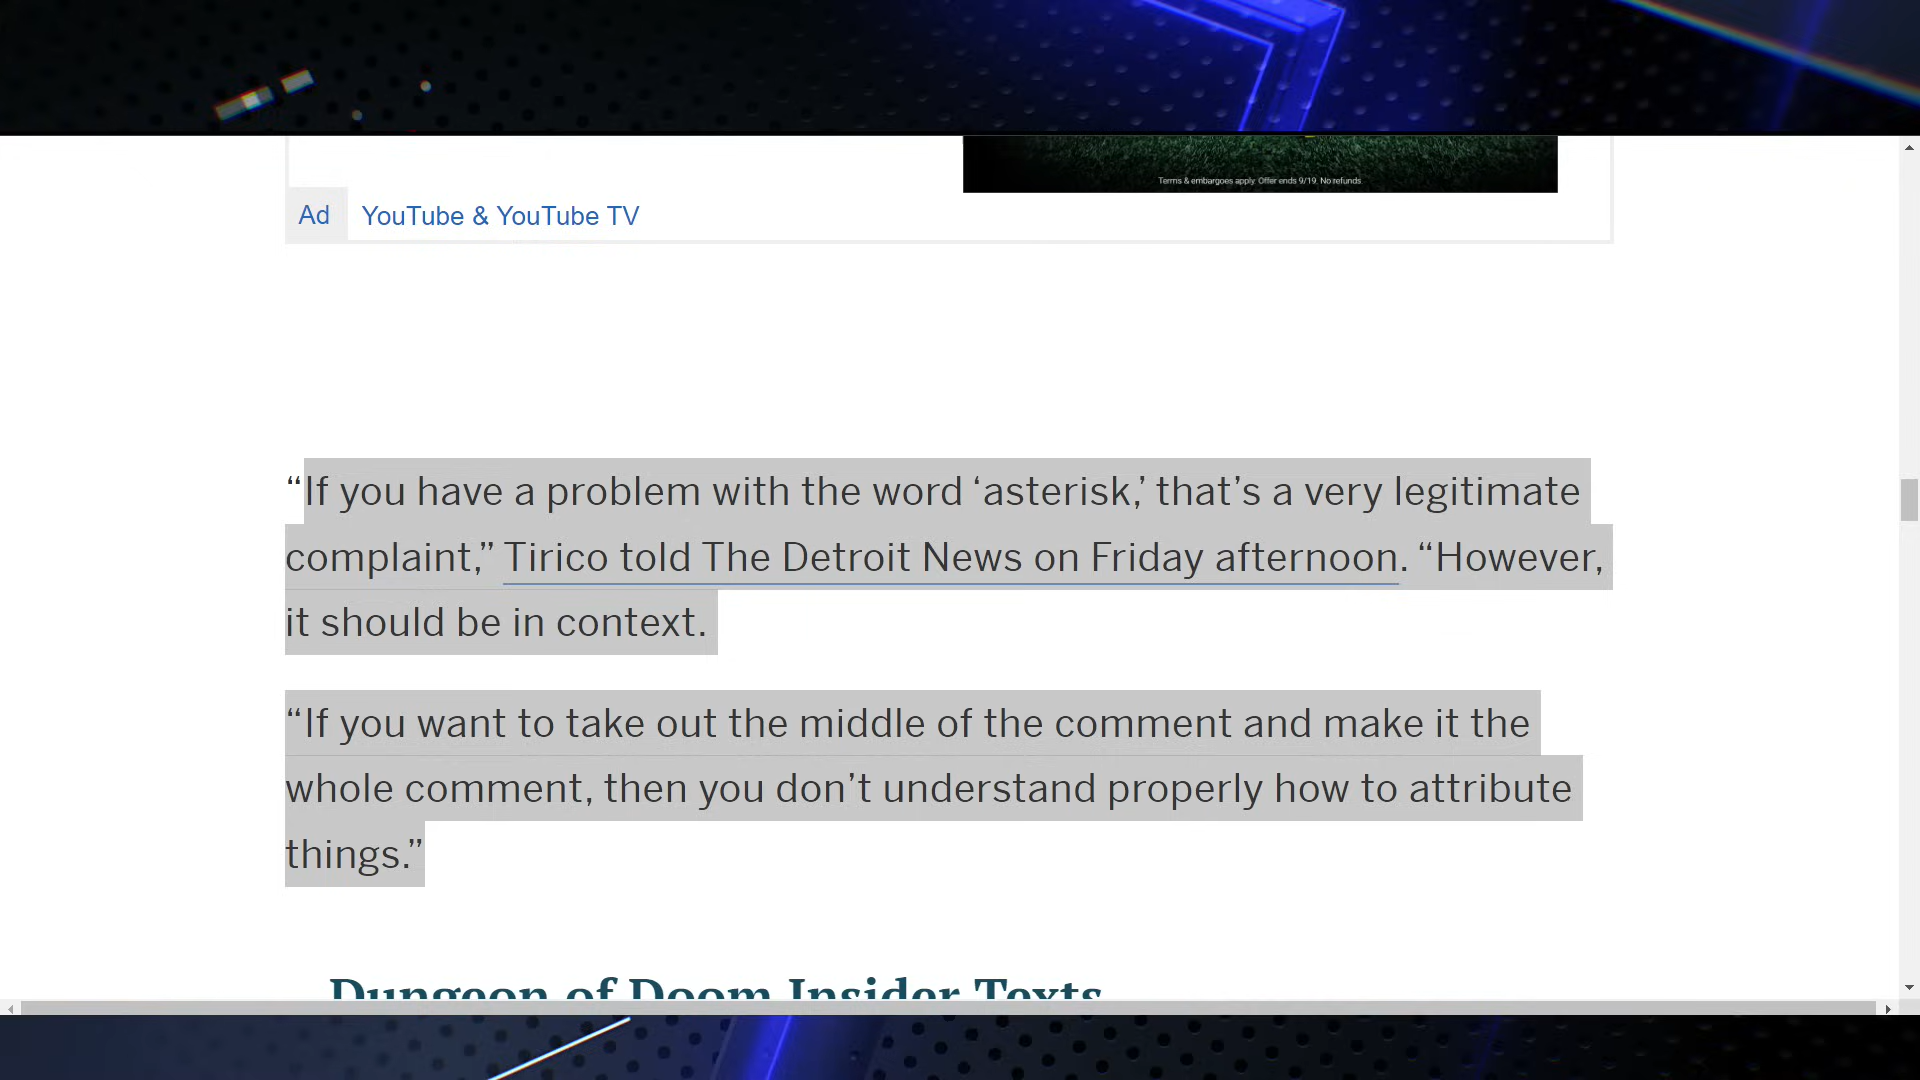 Terms & embargoes apply. Offer ends 9/19. No refunds.
Ad YouTube & YouTube TV
“If you have a problem with the word ‘asterisk,’ that’s a very legitimate
complaint,” Tirico told The Detroit News on Friday afternoon. “However,
it should be in context.
“If you want to take out the middle of the comment and make it the
whole comment, then you don’t understand properly how to attribute
things.”
Dungeon of Doom Insider Texts